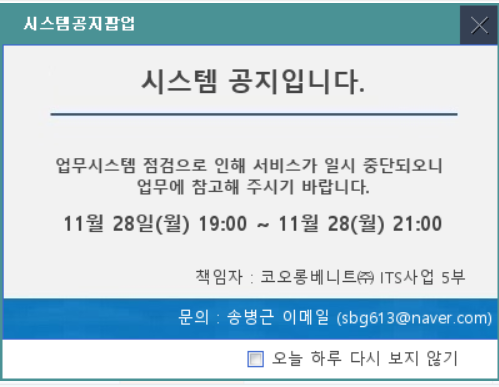 시스템공지팝업
시스템 공지입니다.
업무시스템 점검으로 인해 서비스가 일시 중단되오니
업무에 참고해 주시기 바랍니다.
11월 28일(월) 19:00 ~ 11월 28(월) 21:00
책임자 : 코오롱베니트㈜ ITS사업 5부
문의 : 송병근 이메일 (sbg613@naver.com)
오늘 하루 다시 보지 않기